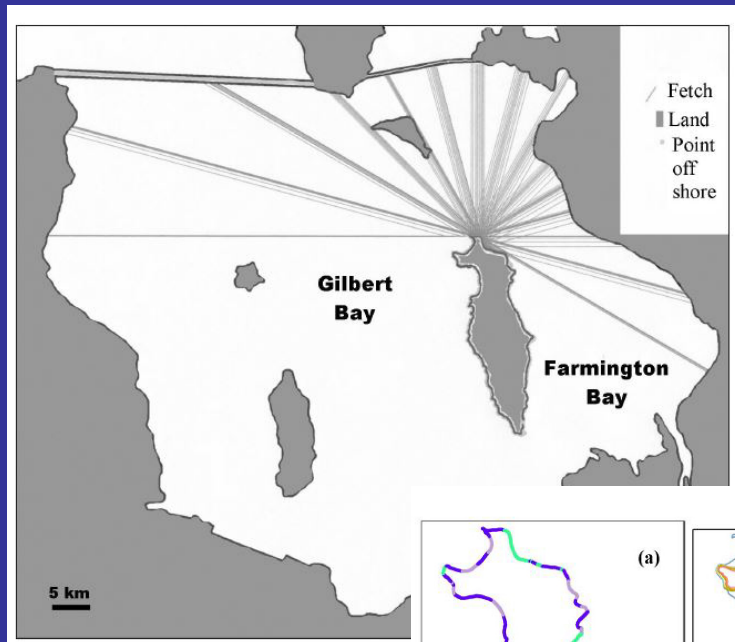 Fetch
Land
Point
off
shore
Gilbert
Bay
Farmington
Bay
5 km
(a)